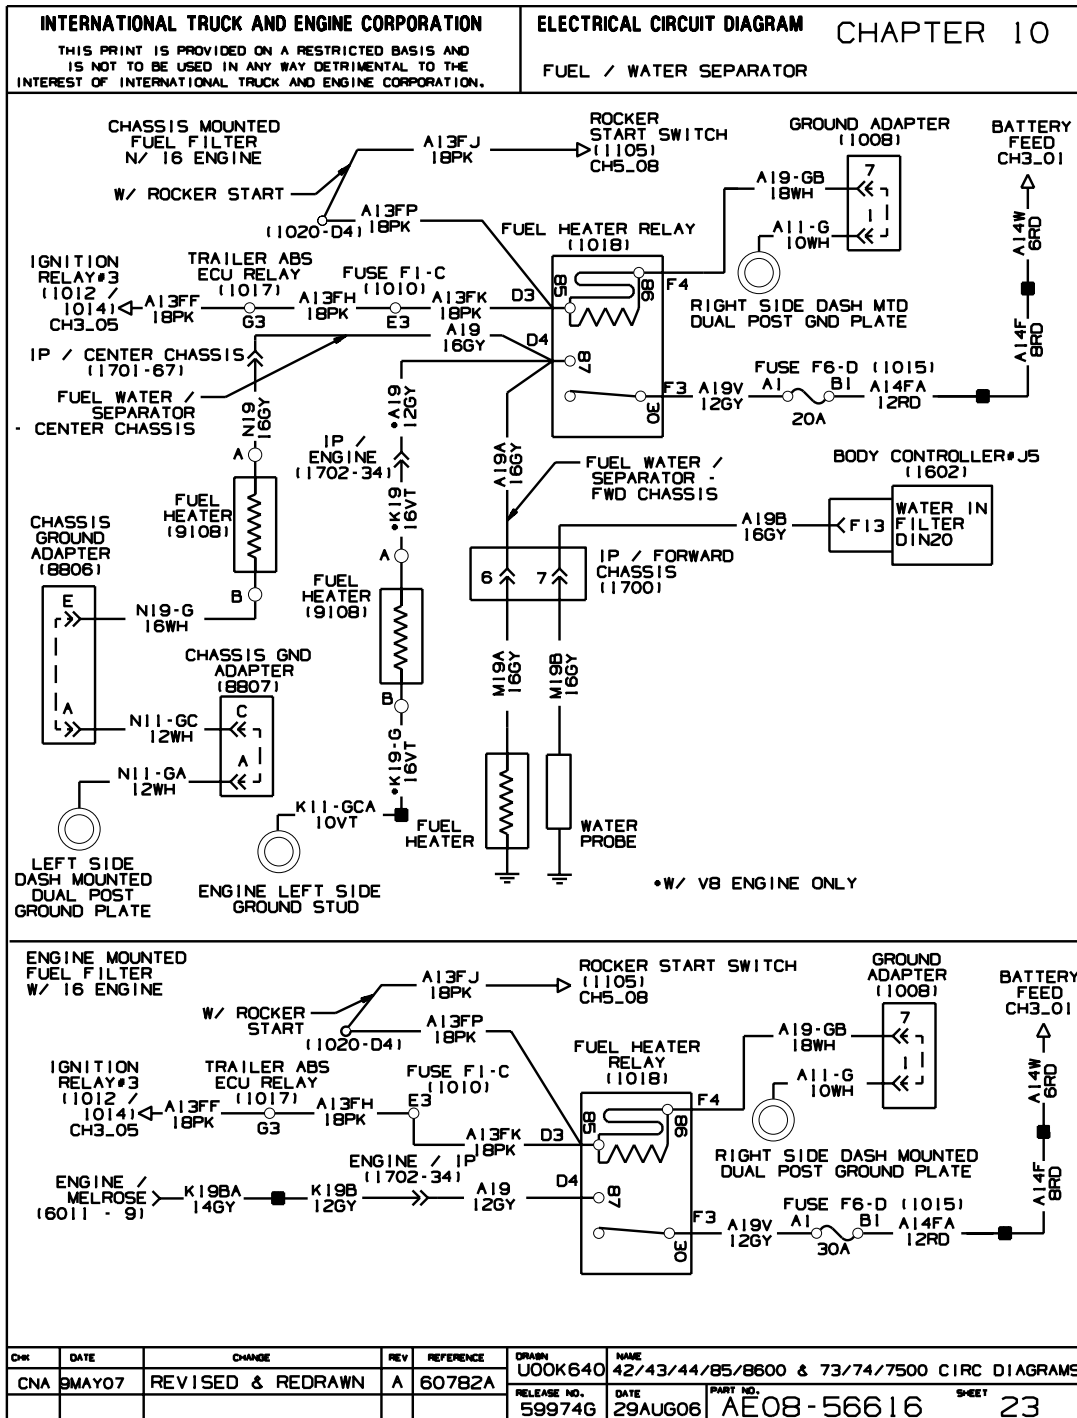 INTERNATIONAL TRUCK AND ENGINE CORPORATION
THIS PRINT IS PROVIDED ON A RESTRICTED BASIS AND
IS NOT TO BE USED IN ANY WAY DETRIMENTAL TO THE
INTEREST OF INTERNATIONAL TRUCK AND ENGINE CORPORATION.
ELECTRICAL CIRCUIT DIAGRAM
CHAPTER 10
FUEL / WATER SEPARATOR
CHASSIS MOUNTED
FUEL FILTER
N/ I6 ENGINE
A13FJ
18PK
ROCKER
START SWITCH
(1105)
CH5_08
W/ ROCKER START
A13FP
18PK
(1020-D4)
GROUND ADAPTER
(1008)
7
1
A19-GB
18WH
A11-G
10WH
RIGHT SIDE DASH MTD
DUAL POST GND PLATE
BATTERY
FEED
CH3_01
A14W
6RD
A14F
8RD
FUEL HEATER RELAY
(1018)
85
86
87
30
F4
D3
D4
F3
IGNITION
RELAY#3
(1012 /
1014)
CH3_05
A13FF
18PK
TRAILER ABS
ECU RELAY
(1017)
G3
A13FH
18PK
FUSE F1-C
(1010)
E3
A13FK
18PK
A19
16GY
IP / CENTER CHASSIS
(1701-67)
FUEL WATER /
SEPARATOR
- CENTER CHASSIS
N19
16GY
*A19
12GY
IP /
ENGINE
(1702-34)
*K19
16VT
A19A
16GY
A19V
12GY
FUSE F6-D (1015)
A1
B1
20A
A14FA
12RD
FUEL WATER /
SEPARATOR -
FWD CHASSIS
BODY CONTROLLER#J5
(1602)
F13
WATER IN
FILTER
DIN20
A19B
16GY
IP / FORWARD
CHASSIS
(1700)
6
7
A
FUEL
HEATER
(9108)
B
CHASSIS
GROUND
ADAPTER
(8806)
E
A
N19-G
16WH
A
FUEL
HEATER
(9108)
B
CHASSIS GND
ADAPTER
(8807)
C
A
N11-GC
12WH
N11-GA
12WH
M19A
16GY
M19B
16GY
*K19-G
16VT
K11-GCA
10VT
FUEL
HEATER
WATER
PROBE
LEFT SIDE
DASH MOUNTED
DUAL POST
GROUND PLATE
ENGINE LEFT SIDE
GROUND STUD
*W/ V8 ENGINE ONLY
ENGINE MOUNTED
FUEL FILTER
W/ I6 ENGINE
A13FJ
18PK
ROCKER START SWITCH
(1105)
CH5_08
W/ ROCKER
START
A13FP
18PK
(1020-D4)
GROUND
ADAPTER
(1008)
7
1
BATTERY
FEED
CH3_01
A14W
6RD
A14F
8RD
A19-GB
18WH
A11-G
10WH
RIGHT SIDE DASH MOUNTED
DUAL POST GROUND PLATE
FUEL HEATER
RELAY
(1018)
85
86
87
30
F4
D3
D4
F3
IGNITION
RELAY#3
(1012 /
1014)
CH3_05
A13FF
18PK
TRAILER ABS
ECU RELAY
(1017)
G3
A13FH
18PK
FUSE F1-C
(1010)
E3
A13FK
18PK
ENGINE /
MELROSE
(6011 - 9)
K19BA
14GY
K19B
12GY
ENGINE / IP
(1702-34)
A19
12GY
A19V
12GY
FUSE F6-D (1015)
A1
B1
30A
A14FA
12RD
CHK DATE CHANGE REV REFERENCE
CNA 9MAY07 REVISED & REDRAWN A 60782A
DRAWN
U00K640
NAME
42/43/44/85/8600 & 73/74/7500 CIRC DIAGRAMS
RELEASE NO.
59974G
DATE
29AUG06
PART NO.
AE08-56616
SHEET
23